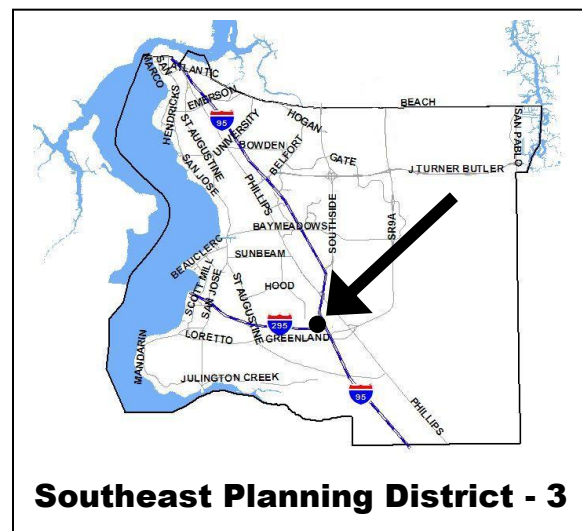 SAN
MARCO
ATLANTIC
EMERSON
BEACH
HENDRICKS
ST AUGUSTINE
UNIVERSITY
95
HOGAN
BOWDEN
BELFORT
GATE
SAN PABLO
J TURNER BUTLER
SAN JOSE
PHILLIPS
SOUTHSIDE
SR9A
BAYMEADOWS
BEAUCLERC
SUNBEAM
HOOD
SCOTT MILL
SAN JOSE
ST AUGUSTINE
295
GREENLAND
LORETTO
MANDARIN
JULINGTON CREEK
95
PHILLIPS
Southeast Planning District - 3